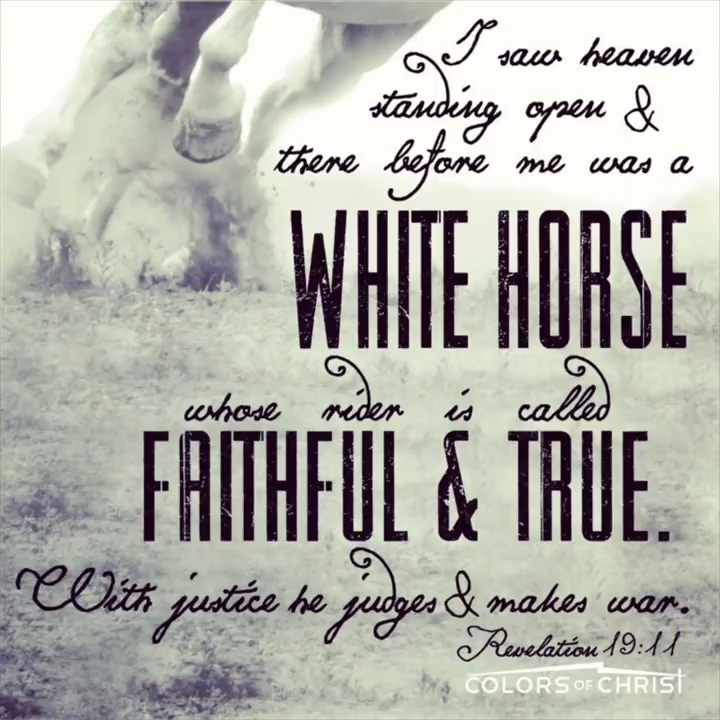 I saw heaven
standing open &
there before me was a
WHITE HORSE
whose rider is called
FAITHFUL & TRUE.
With justice he judges & makes war.
Revelation 19:11
COLORS OF CHRIST